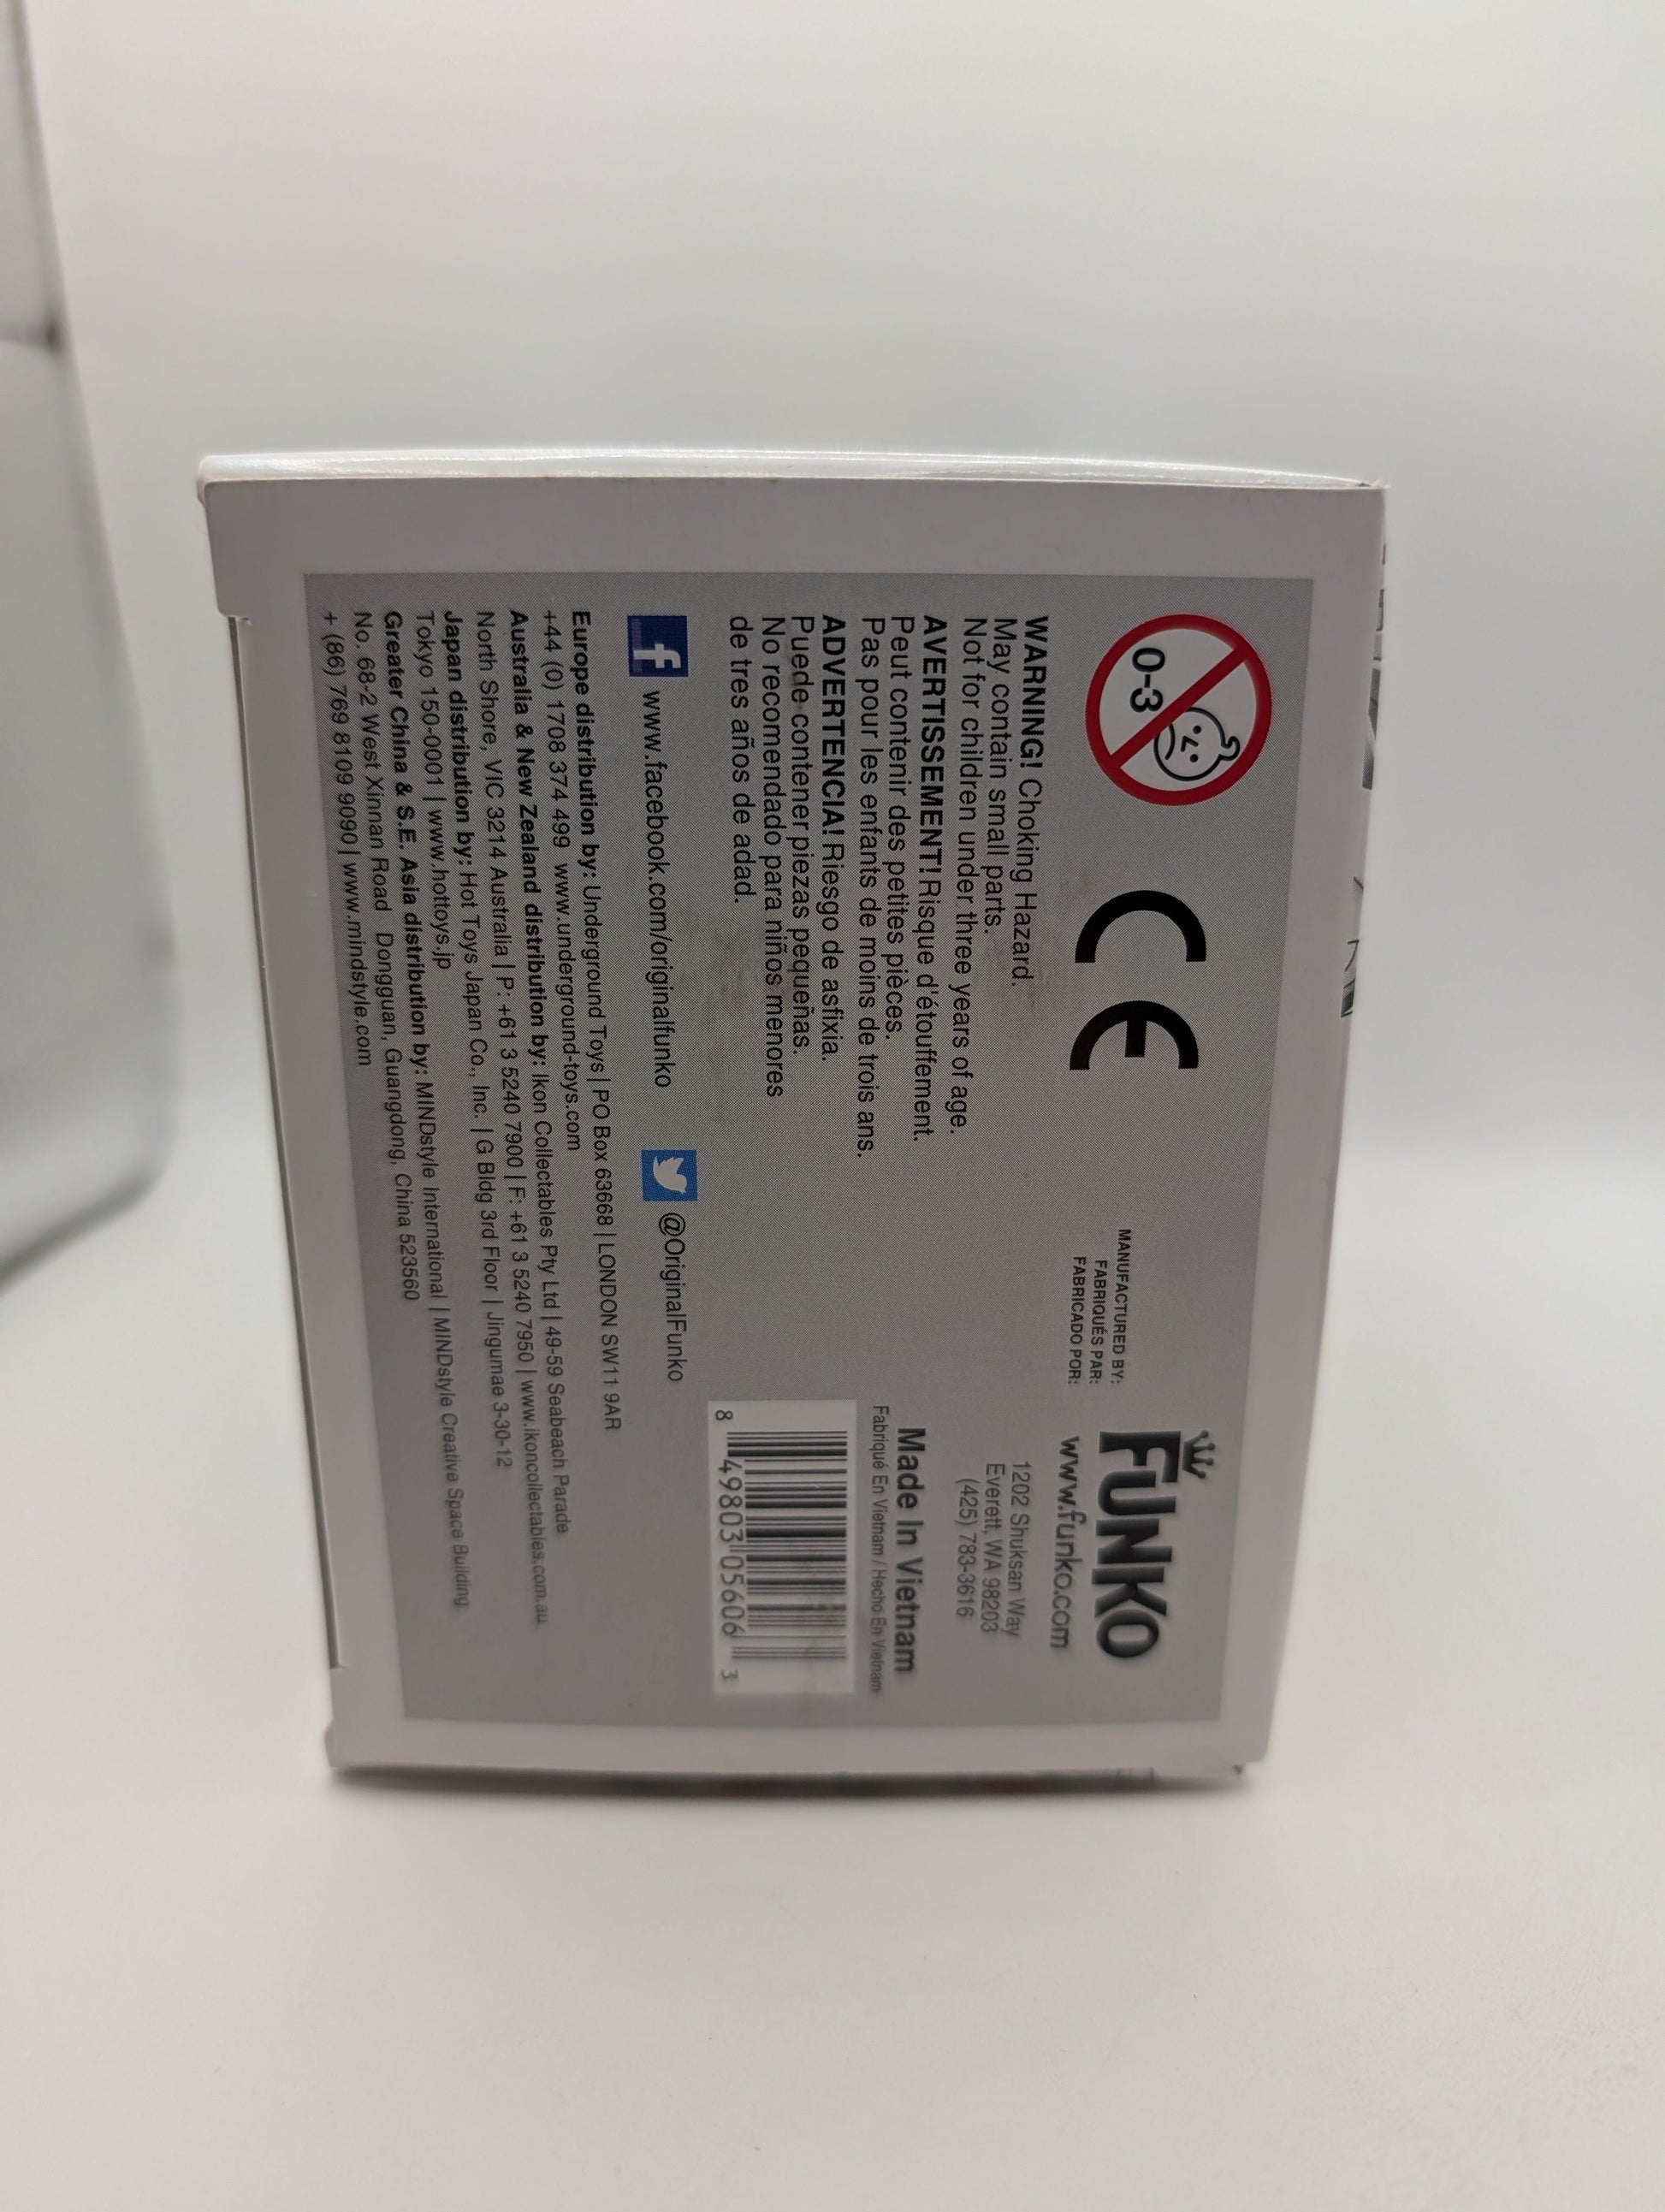 0-3
CE
WARNING! Choking Hazard.
May contain small parts.
Not for children under three years of age.
AVERTISSEMENT! Risque d'étouffement.
Peut contenir des petites pièces.
Pas pour les enfants de moins de trois ans.
ADVERTENCIA! Riesgo de asfixia.
Puede contener piezas pequeñas.
No recomendado para niños menores
de tres años de adad.
MANUFACTURED BY:
FABRIQUÉS PAR:
FABRICADO POR:
FUNKO
www.funko.com
1202 Shuksan Way
Everett, WA 98203
(425) 783-3616
Made In Vietnam
Fabriqué En Vietnam / Hecho En Vietnam
8 49803 05606 3
f www.facebook.com/originalfunko @OriginalFunko
Europe distribution by: Underground Toys | PO Box 63668 | LONDON SW11 9AR
+44 (0) 1708 374 499 www.underground-toys.com
Australia & New Zealand distribution by: Ikon Collectables Pty Ltd | 49-59 Seabeach Parade
North Shore, VIC 3214 Australia | P: +61 3 5240 7900 | F: +61 3 5240 7950 | www.ikoncollectables.com.au
Japan distribution by: Hot Toys Japan Co., Inc. | G Bldg 3rd Floor | Jingumae 3-30-12
Tokyo 150-001 | www.hottoys.jp
Greater China & S.E. Asia distribution by: MINDstyle International | MINDstyle Creative Space Building
No. 68-2 West Xinnan Road Dongguan, Guangdong, China 523560
+ (86) 769 8109 9090 | www.mindstyle.com